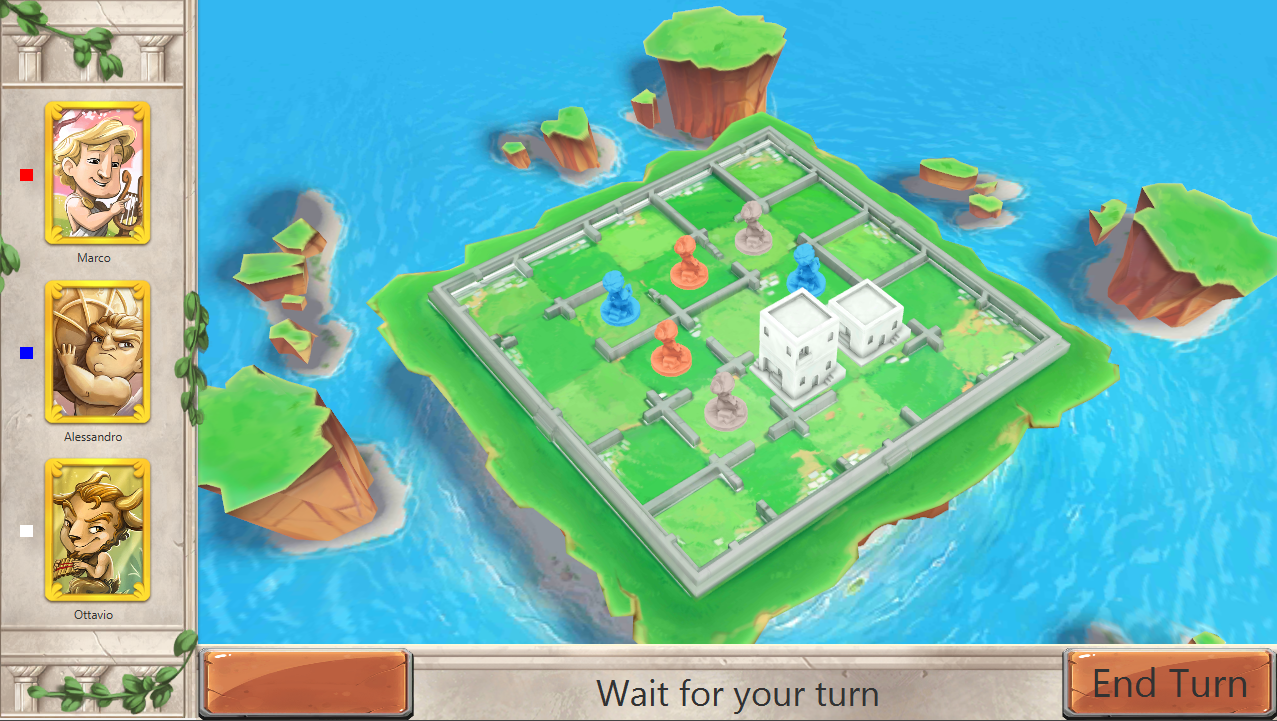 Marco
Alessandro
Ottavio
Wait for your turn
End Turn